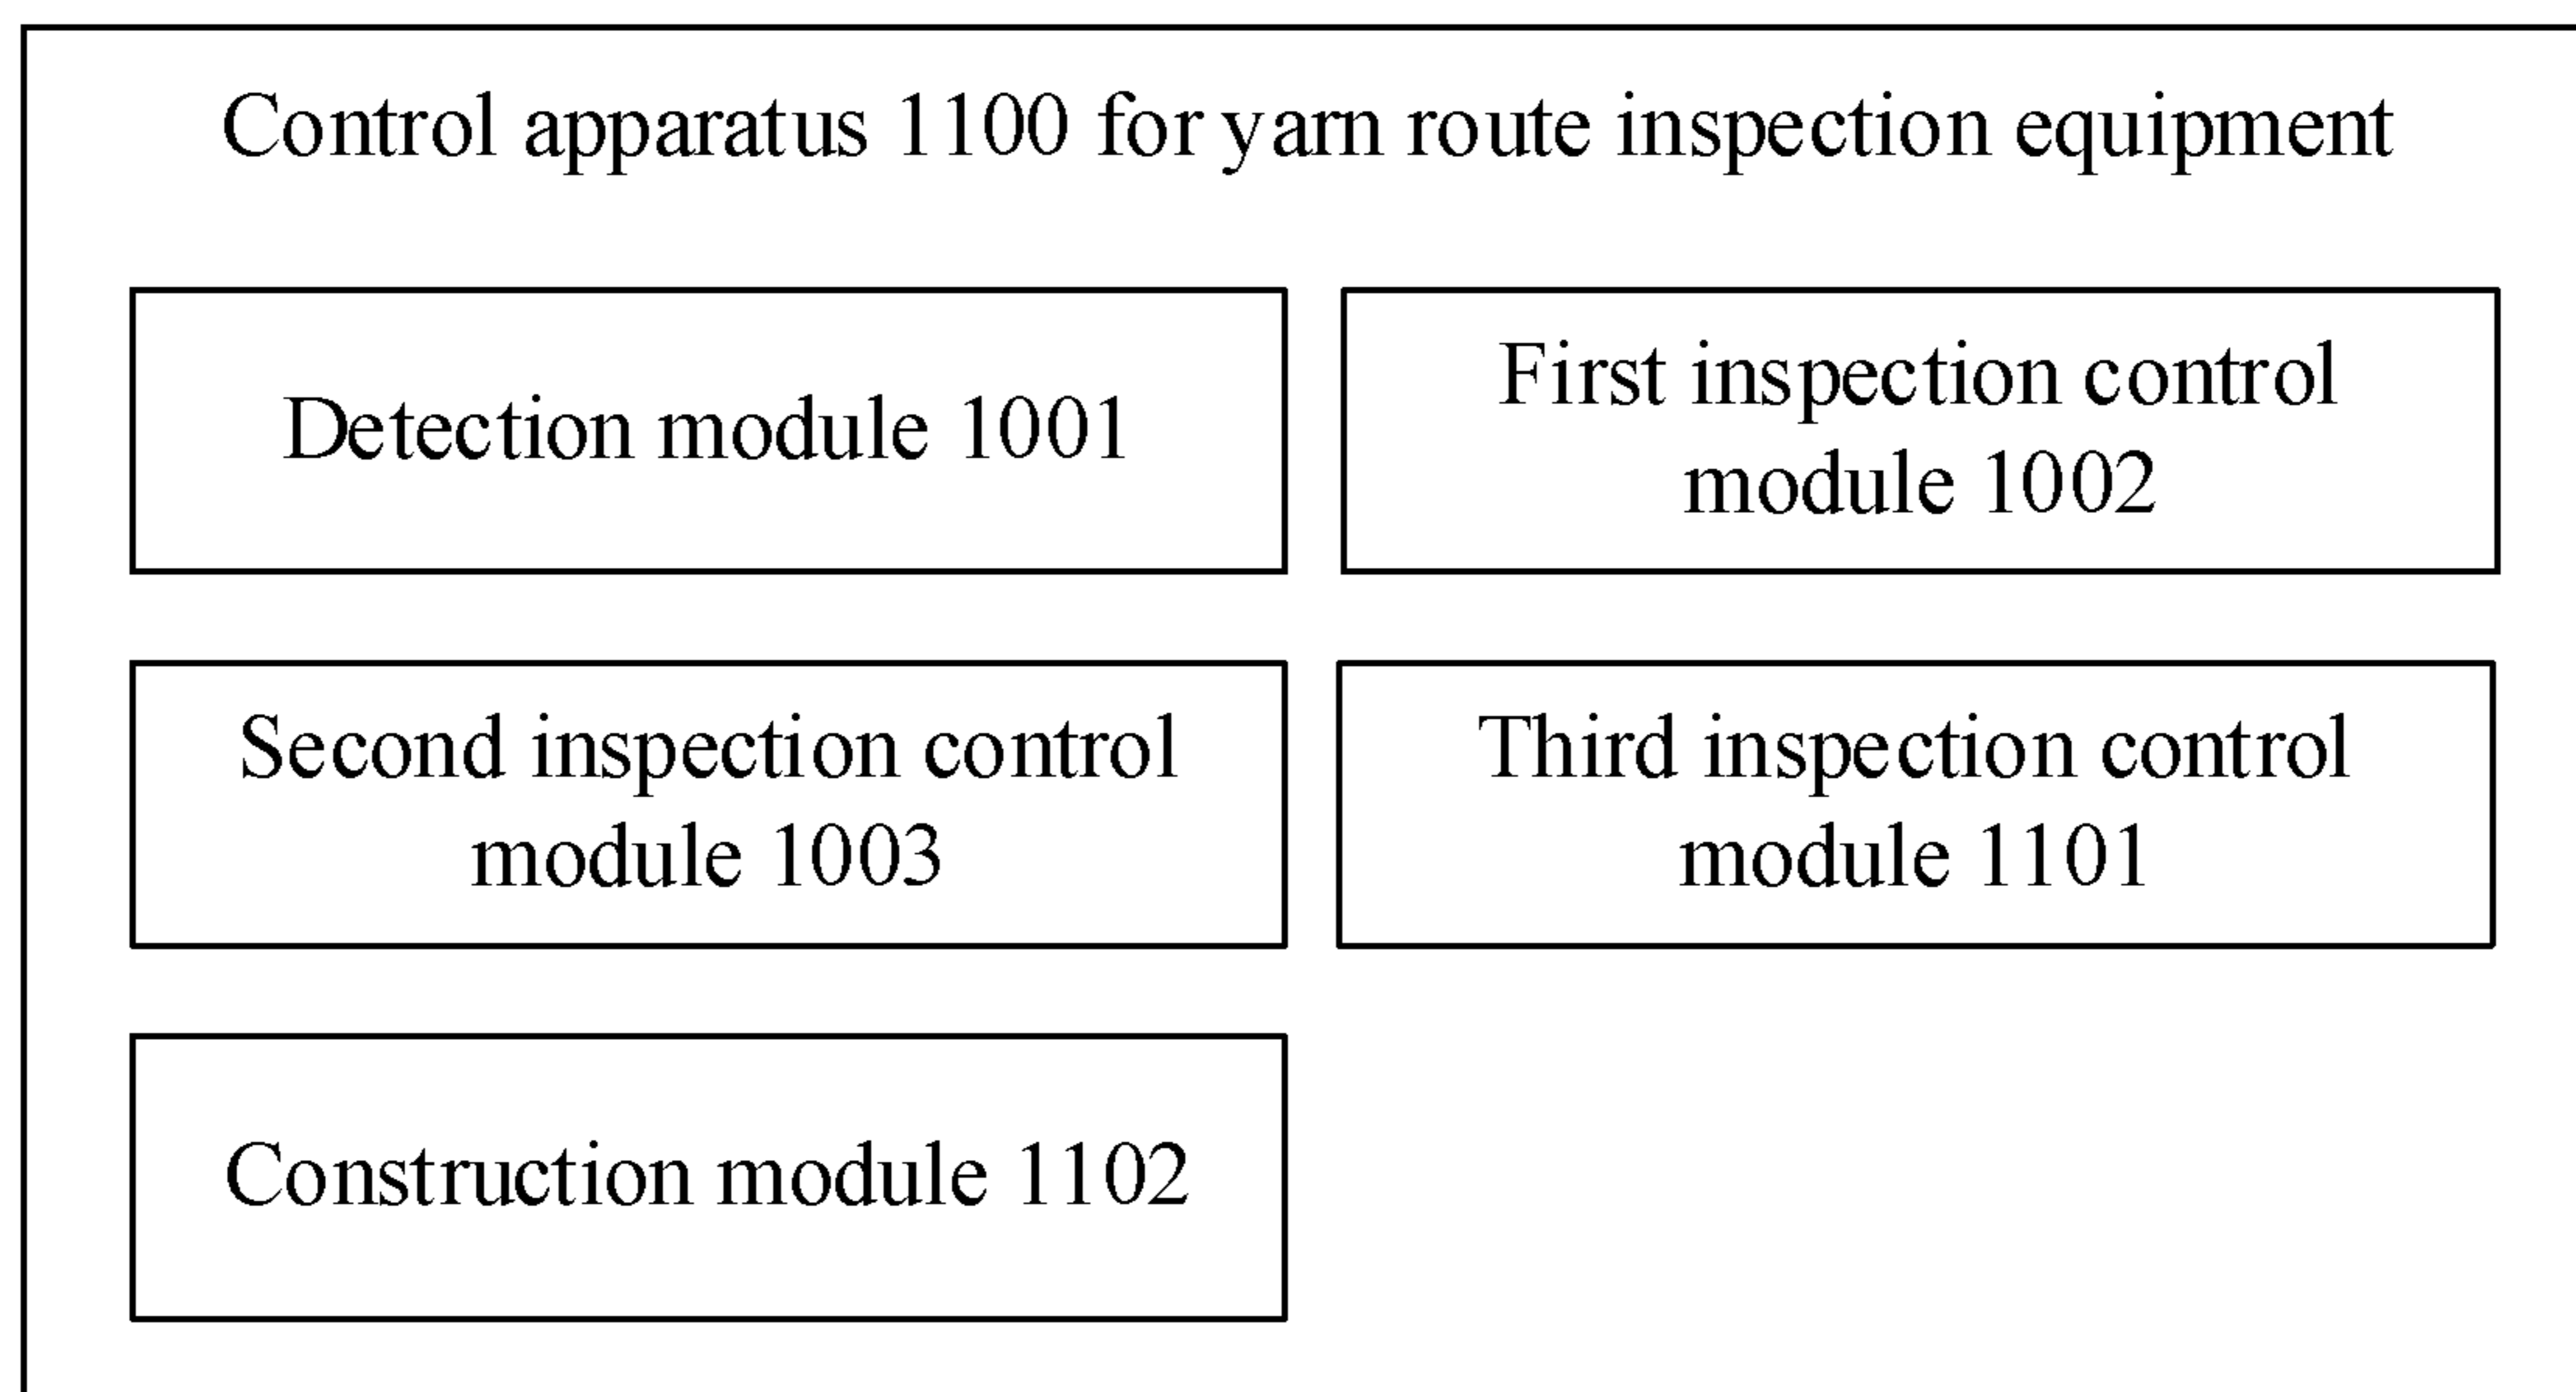 Control apparatus 1100 for yarn route inspection equipment
Detection module 1001
First inspection control
module 1002
Second inspection control
module 1003
Third inspection control
module 1101
Construction module 1102